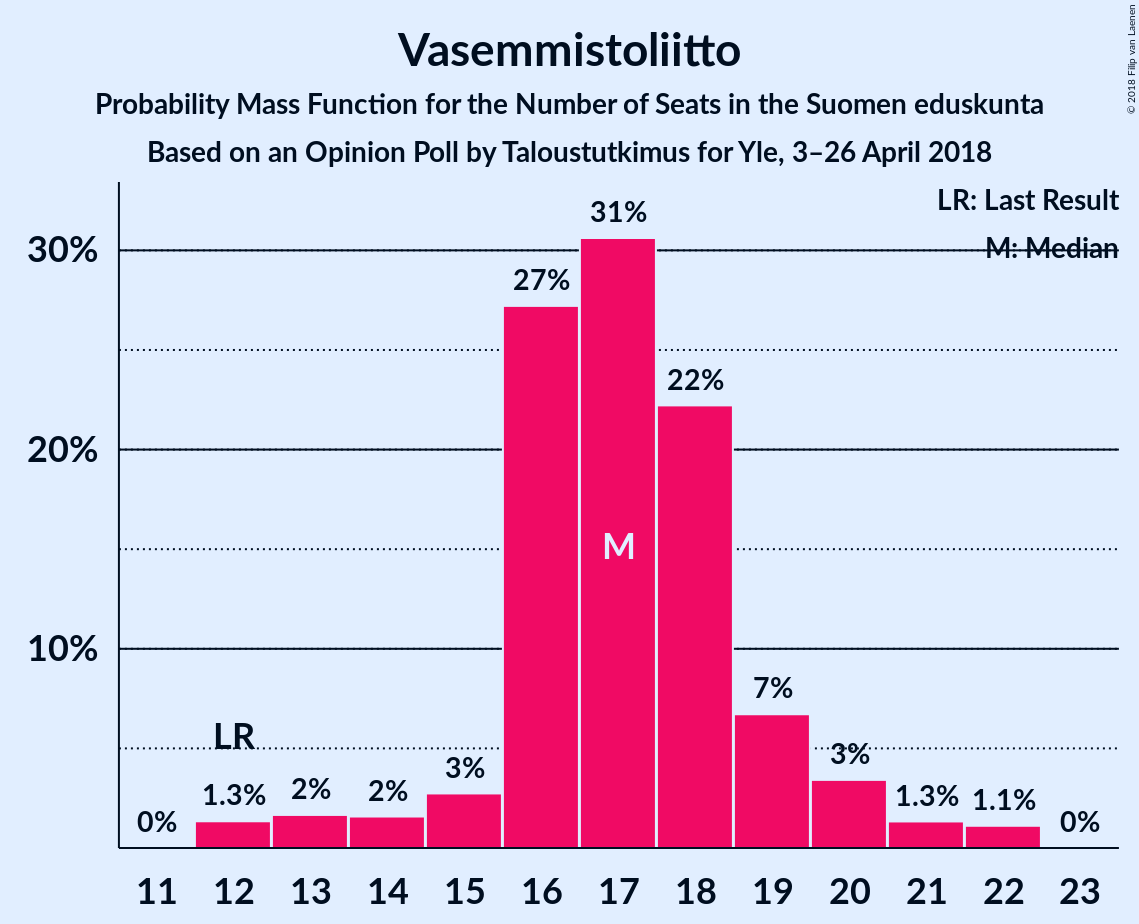 © 2018 Filip van Laenen
Vasemmistoliitto
Probability Mass Function for the Number of Seats in the Suomen eduskunta
Based on an Opinion Poll by Taloustutkimus for Yle, 3–26 April 2018
LR: Last Result
M: Median
30%
20%
10%
0%
1.3%
2%
2%
3%
27%
31%
22%
7%
3%
1.3%
1.1%
0%
LR
M
11 12 13 14 15 16 17 18 19 20 21 22 23